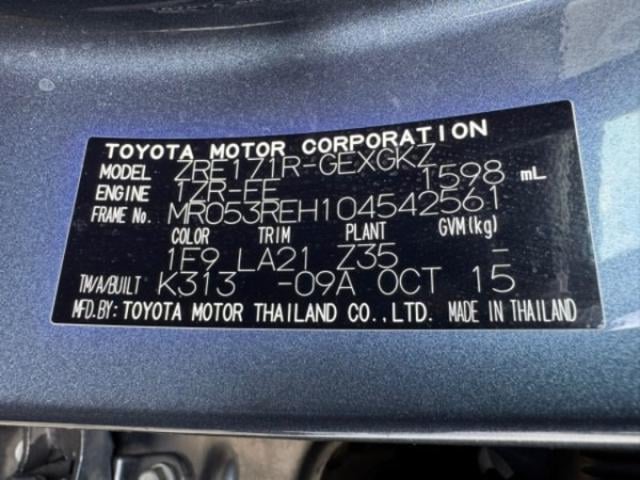 TOYOTA MOTOR CORPORATION
MODEL ZRE171R-GEXGKZ
ENGINE 1ZR-FE 1598 mL
FRAME No. MR053REH104542561
COLOR TRIM PLANT GVM(kg)
1E9 LA21 Z35 -
TM/A/BUILT K313 -09A OCT 15
MFD.BY: TOYOTA MOTOR THAILAND CO.,LTD. MADE IN THAILAND